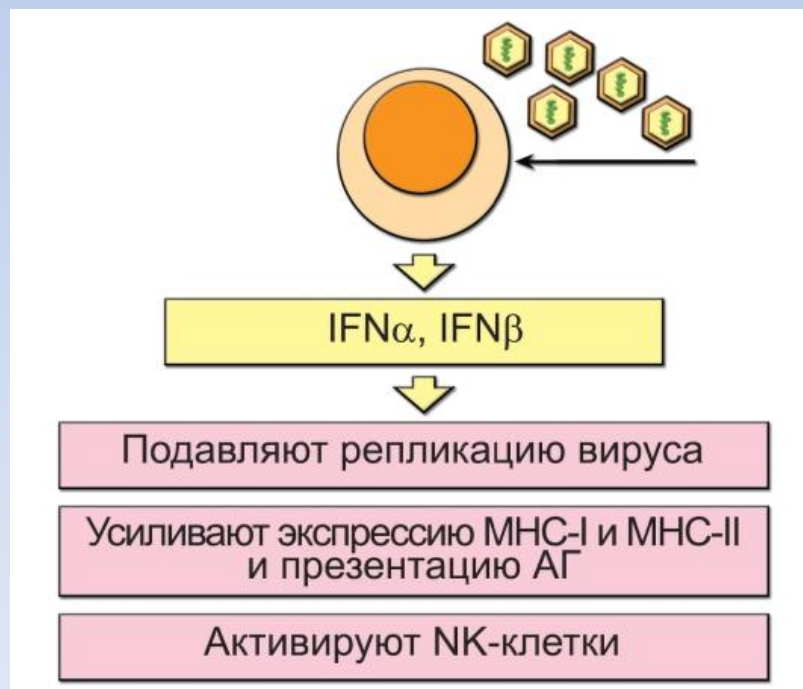 IFNα, IFNβ
Подавляют репликацию вируса
Усиливают экспрессию МНС-I и МНС-II
и презентацию АГ
Активируют NK-клетки